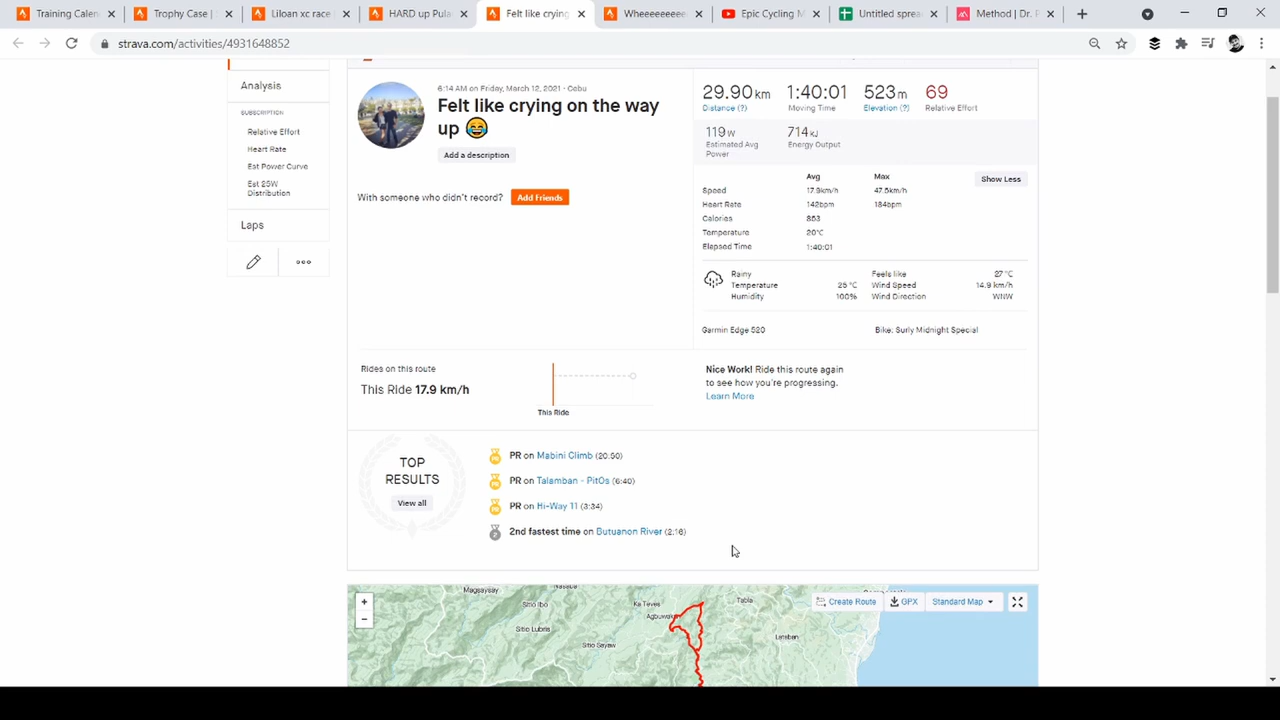 Training Calen
Trophy Case |
Liloan xc race
HARD up Pula
Felt like crying
Wheeeeeeee
Epic Cycling M
Untitled sprea
Method | Dr. F
strava.com/activities/4931648852
Analysis
SUBSCRIPTION
Relative Effort
Heart Rate
Est Power Curve
Est 25W
Distribution
Laps
6:14 AM on Friday, March 12, 2021 · Cebu
Felt like crying on the way
up 😂
Add a description
With someone who didn't record? Add Friends
29.90km 1:40:01 523m 69
Distance (?) Moving Time Elevation (?) Relative Effort
119W 714kJ
Estimated Avg Energy Output
Power
Avg Max Show Less
Speed 17.9km/h 47.5km/h
Heart Rate 142bpm 184bpm
Calories 853
Temperature 20℃
Elapsed Time 1:40:01
Rainy Feels like 27 ℃
Temperature 25 ℃ Wind Speed 14.9 km/h
Humidity 100% Wind Direction WNW
Garmin Edge 520 Bike: Surly Midnight Special
Rides on this route
This Ride 17.9 km/h
This Ride
Nice Work! Ride this route again
to see how you're progressing.
Learn More
TOP
RESULTS
View all
PR on Mabini Climb (20:50)
PR on Talamban - PitOs (6:40)
PR on Hi-Way 11 (3:34)
2nd fastest time on Butuanon River (2:16)
+
−
Magsaysay
Nasaba
Sitio Ibo
Ke Teves
Tabla
Agbuwak
Sitio Lubris
Sitio Sayaw
Lataban
Create Route
GPX
Standard Map